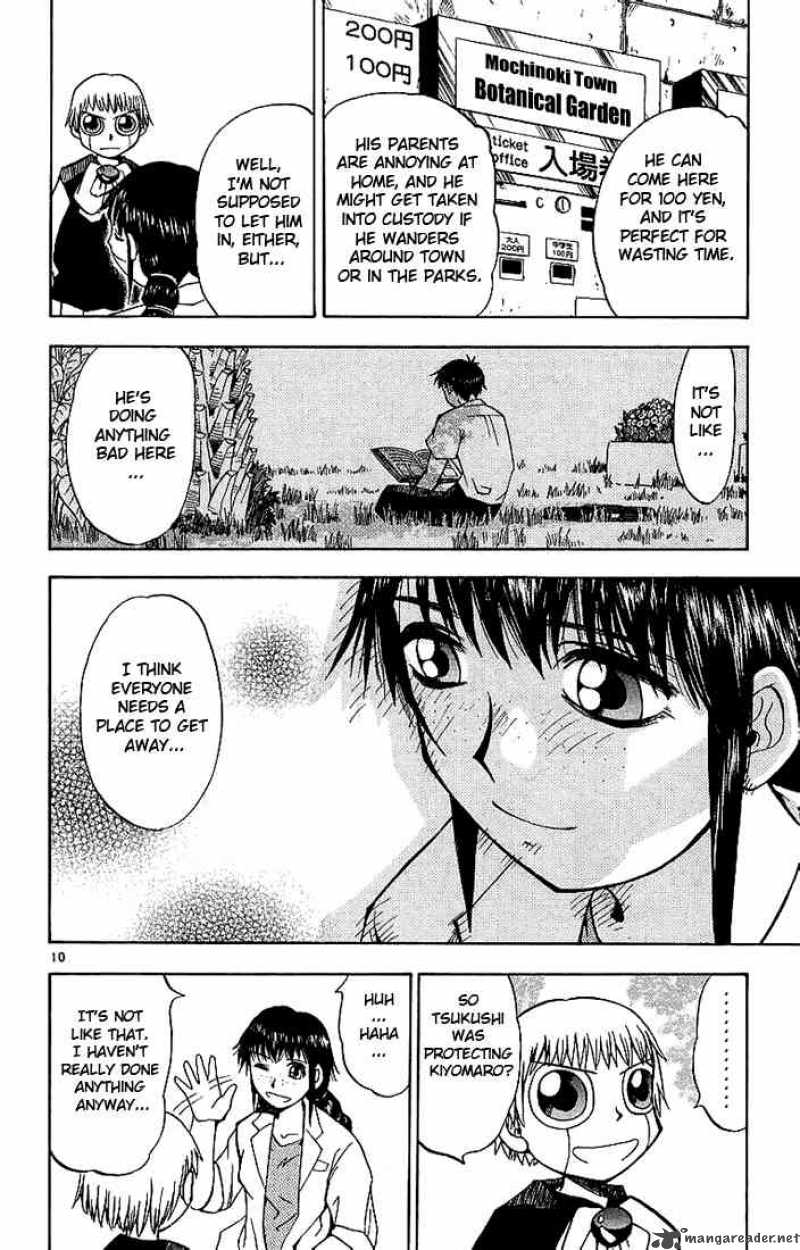 200円
100円
Mochinoki Town
Botanical Garden
ticket
office
入場券
大人
200円
中学生
100円
HE CAN
COME HERE
FOR 100 YEN,
AND IT'S
PERFECT FOR
WASTING TIME.
HIS PARENTS
ARE ANNOYING AT
HOME, AND HE
MIGHT GET TAKEN
INTO CUSTODY IF
HE WANDERS
AROUND TOWN
OR IN THE PARKS.
WELL,
I'M NOT
SUPPOSED
TO LET HIM
IN, EITHER,
BUT...
IT'S
NOT
LIKE
...
HE'S
DOING
ANYTHING
BAD HERE
...
I THINK
EVERYONE
NEEDS A
PLACE TO GET
AWAY...
10
........
SO
TSUKUSHI
WAS
PROTECTING
KIYOMARO?
HUH
...
HAHA
...
IT'S NOT
LIKE THAT.
I HAVEN'T
REALLY DONE
ANYTHING
ANYWAY...
mangareader.net